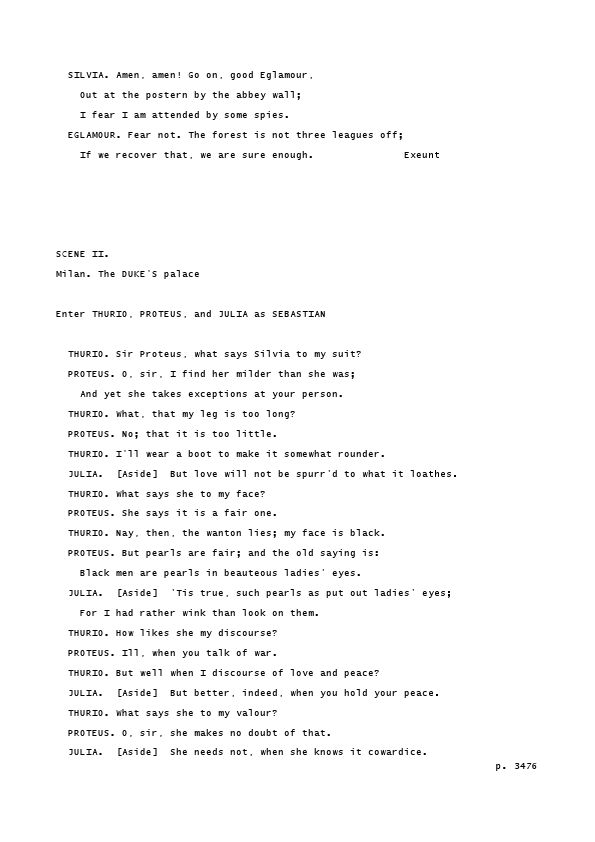 SILVIA. Amen, amen! Go on, good Eglamour,
Out at the postern by the abbey wall;
I fear I am attended by some spies.
EGLAMOUR. Fear not. The forest is not three leagues off;
If we recover that, we are sure enough. Exeunt
SCENE II.
Milan. The DUKE'S palace
Enter THURIO, PROTEUS, and JULIA as SEBASTIAN
THURIO. Sir Proteus, what says Silvia to my suit?
PROTEUS. O, sir, I find her milder than she was;
And yet she takes exceptions at your person.
THURIO. What, that my leg is too long?
PROTEUS. No; that it is too little.
THURIO. I'll wear a boot to make it somewhat rounder.
JULIA. [Aside] But love will not be spurr'd to what it loathes.
THURIO. What says she to my face?
PROTEUS. She says it is a fair one.
THURIO. Nay, then, the wanton lies; my face is black.
PROTEUS. But pearls are fair; and the old saying is:
Black men are pearls in beauteous ladies' eyes.
JULIA. [Aside] 'Tis true, such pearls as put out ladies' eyes;
For I had rather wink than look on them.
THURIO. How likes she my discourse?
PROTEUS. Ill, when you talk of war.
THURIO. But well when I discourse of love and peace?
JULIA. [Aside] But better, indeed, when you hold your peace.
THURIO. What says she to my valour?
PROTEUS. O, sir, she makes no doubt of that.
JULIA. [Aside] She needs not, when she knows it cowardice.
p. 3476